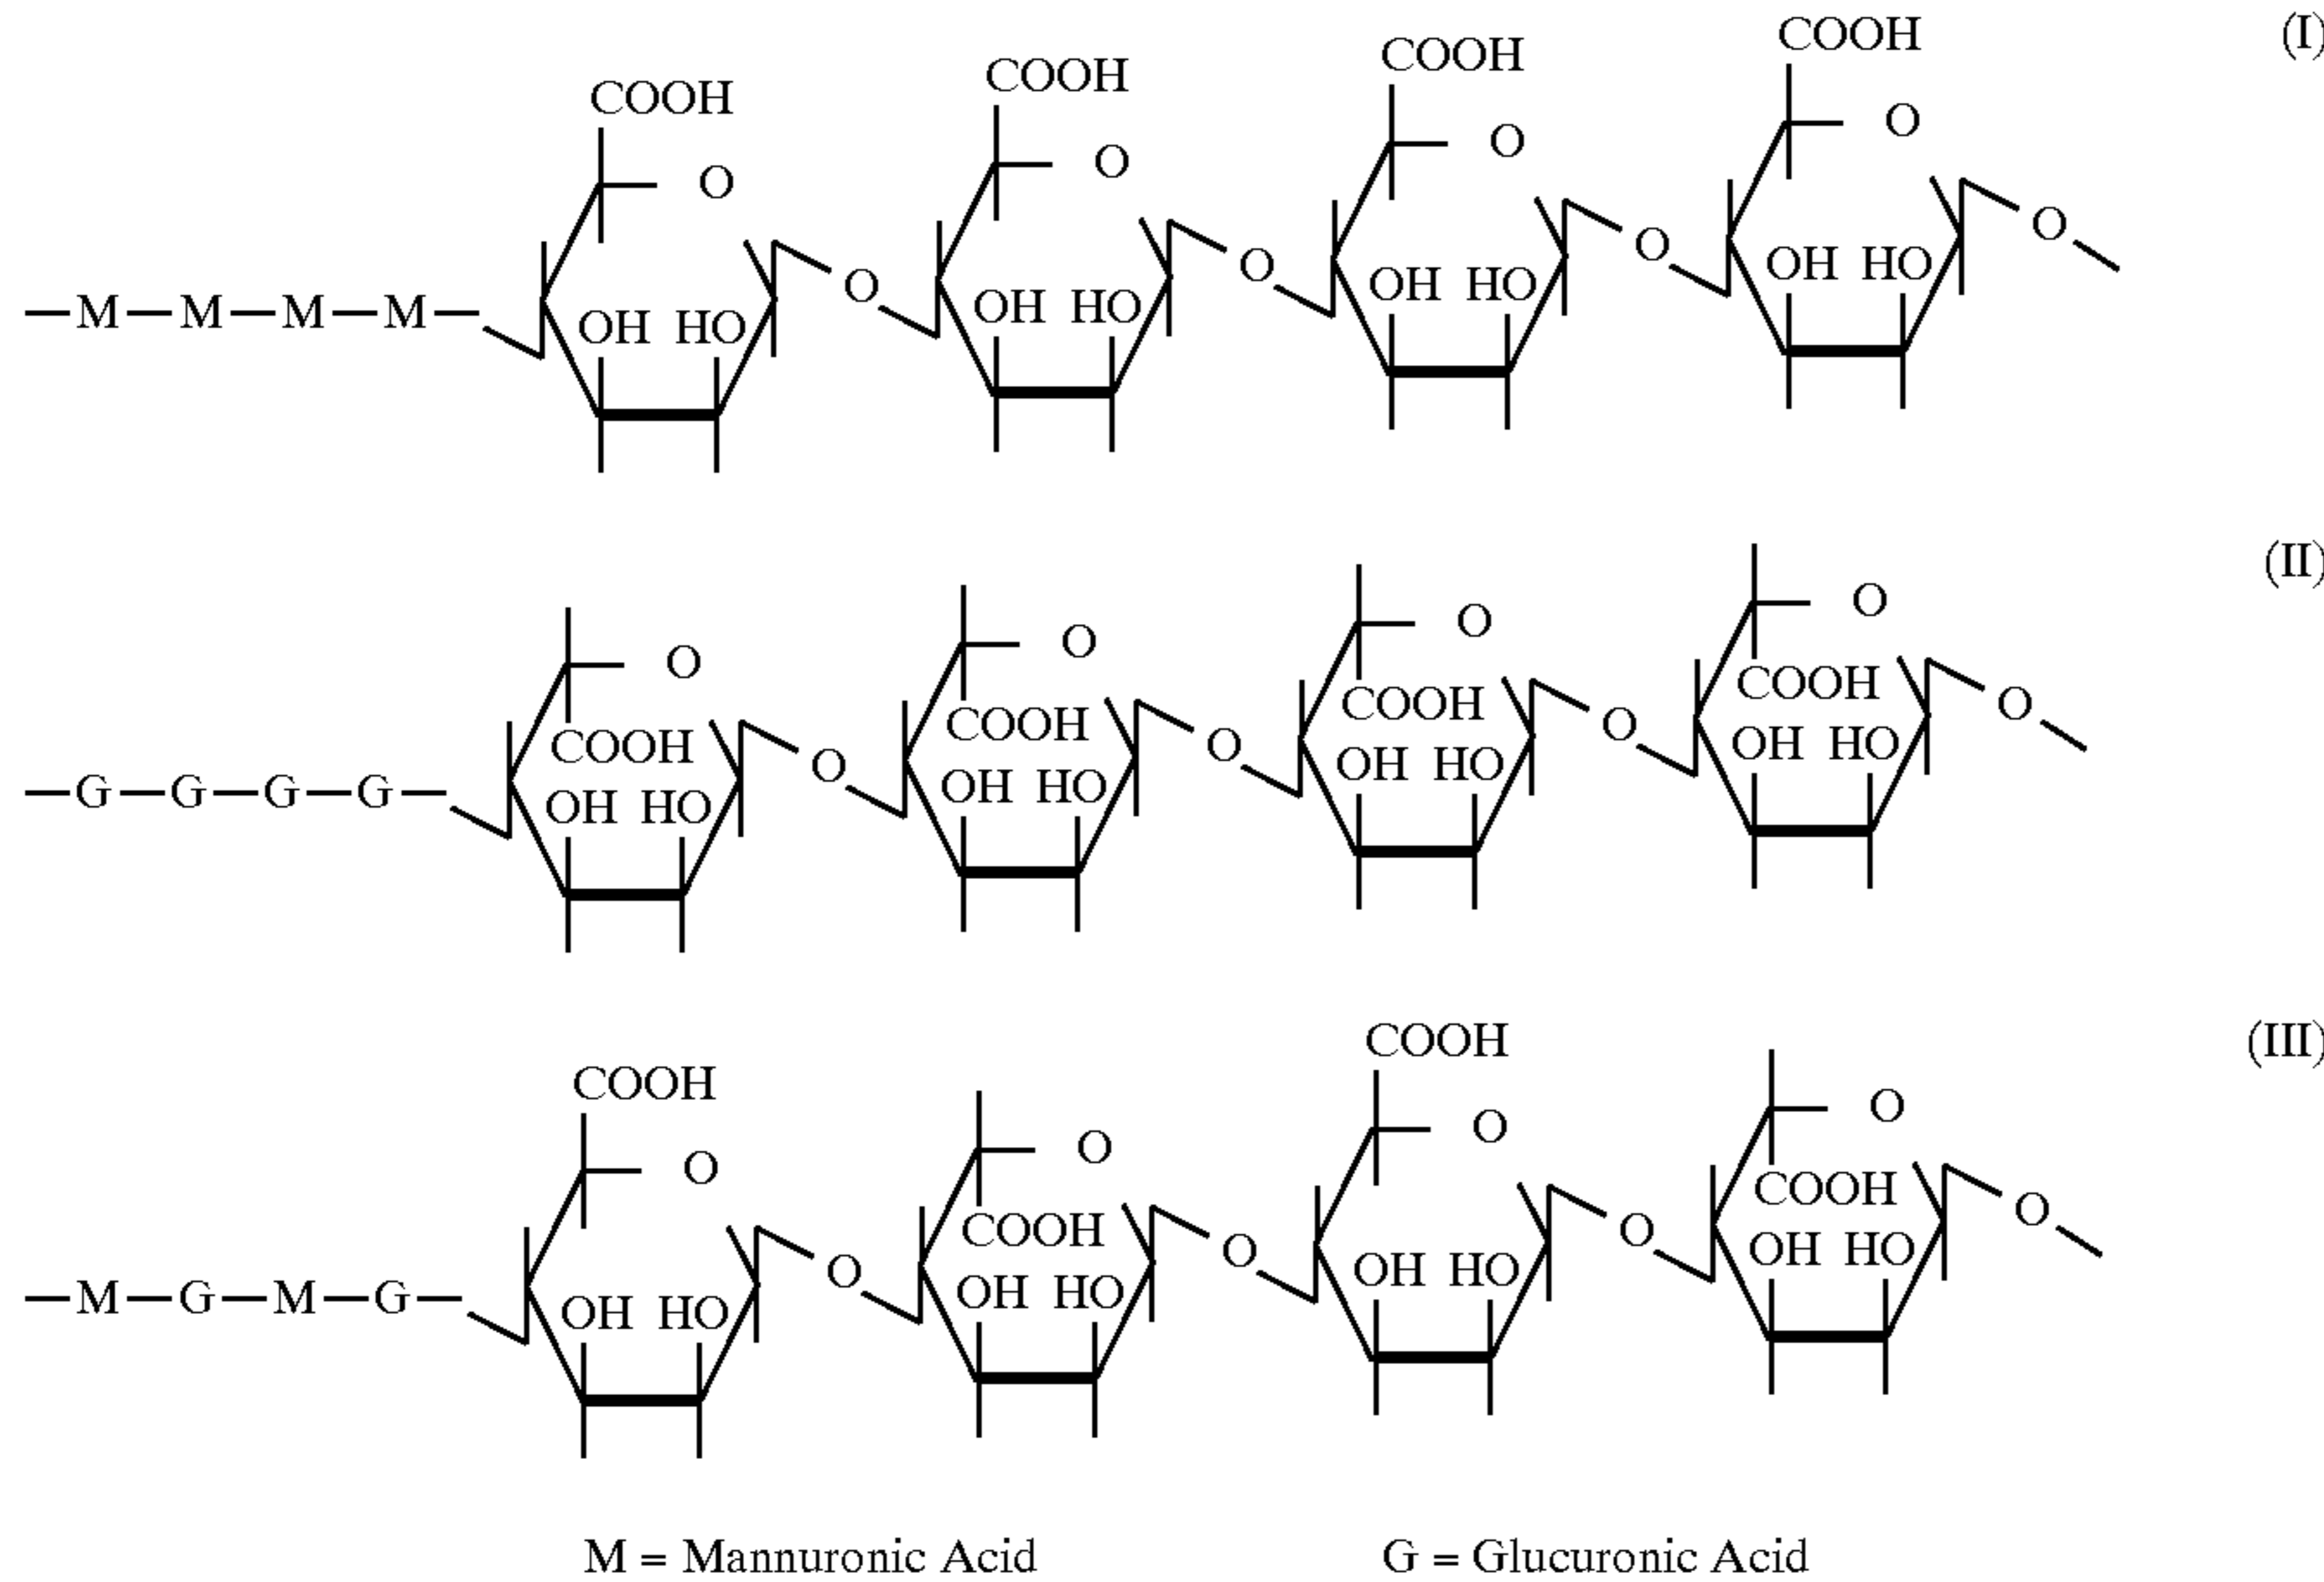 COOH COOH COOH COOH (I)
O O O O
O O O O
OH HO OH HO OH HO OH HO
—M—M—M—M—
(II)
O O O O
COOH COOH COOH COOH
O O O O
OH HO OH HO OH HO OH HO
—G—G—G—G—
COOH COOH (III)
O O O O
COOH COOH
O O O O
OH HO OH HO OH HO OH HO
—M—G—M—G—
M = Mannuronic Acid G = Glucuronic Acid